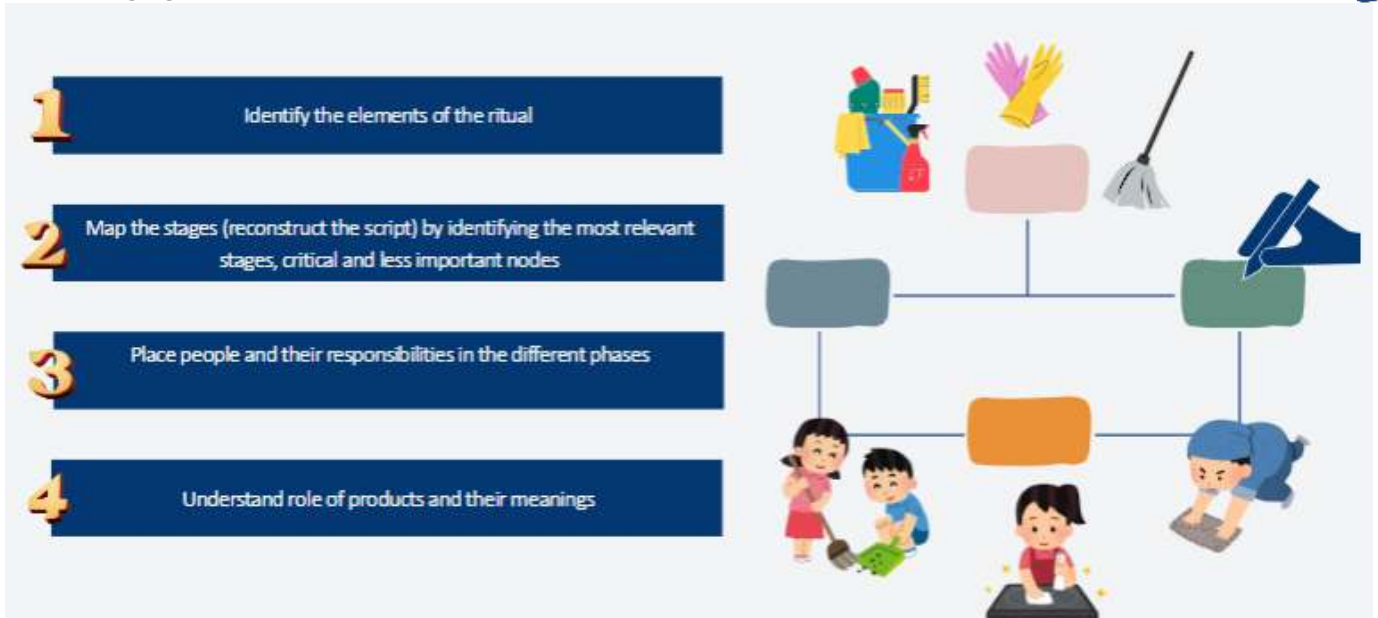 1
Identify the elements of the ritual
2
Map the stages (reconstruct the script) by identifying the most relevant
stages, critical and less important nodes
3
Place people and their responsibilities in the different phases
4
Understand role of products and their meanings